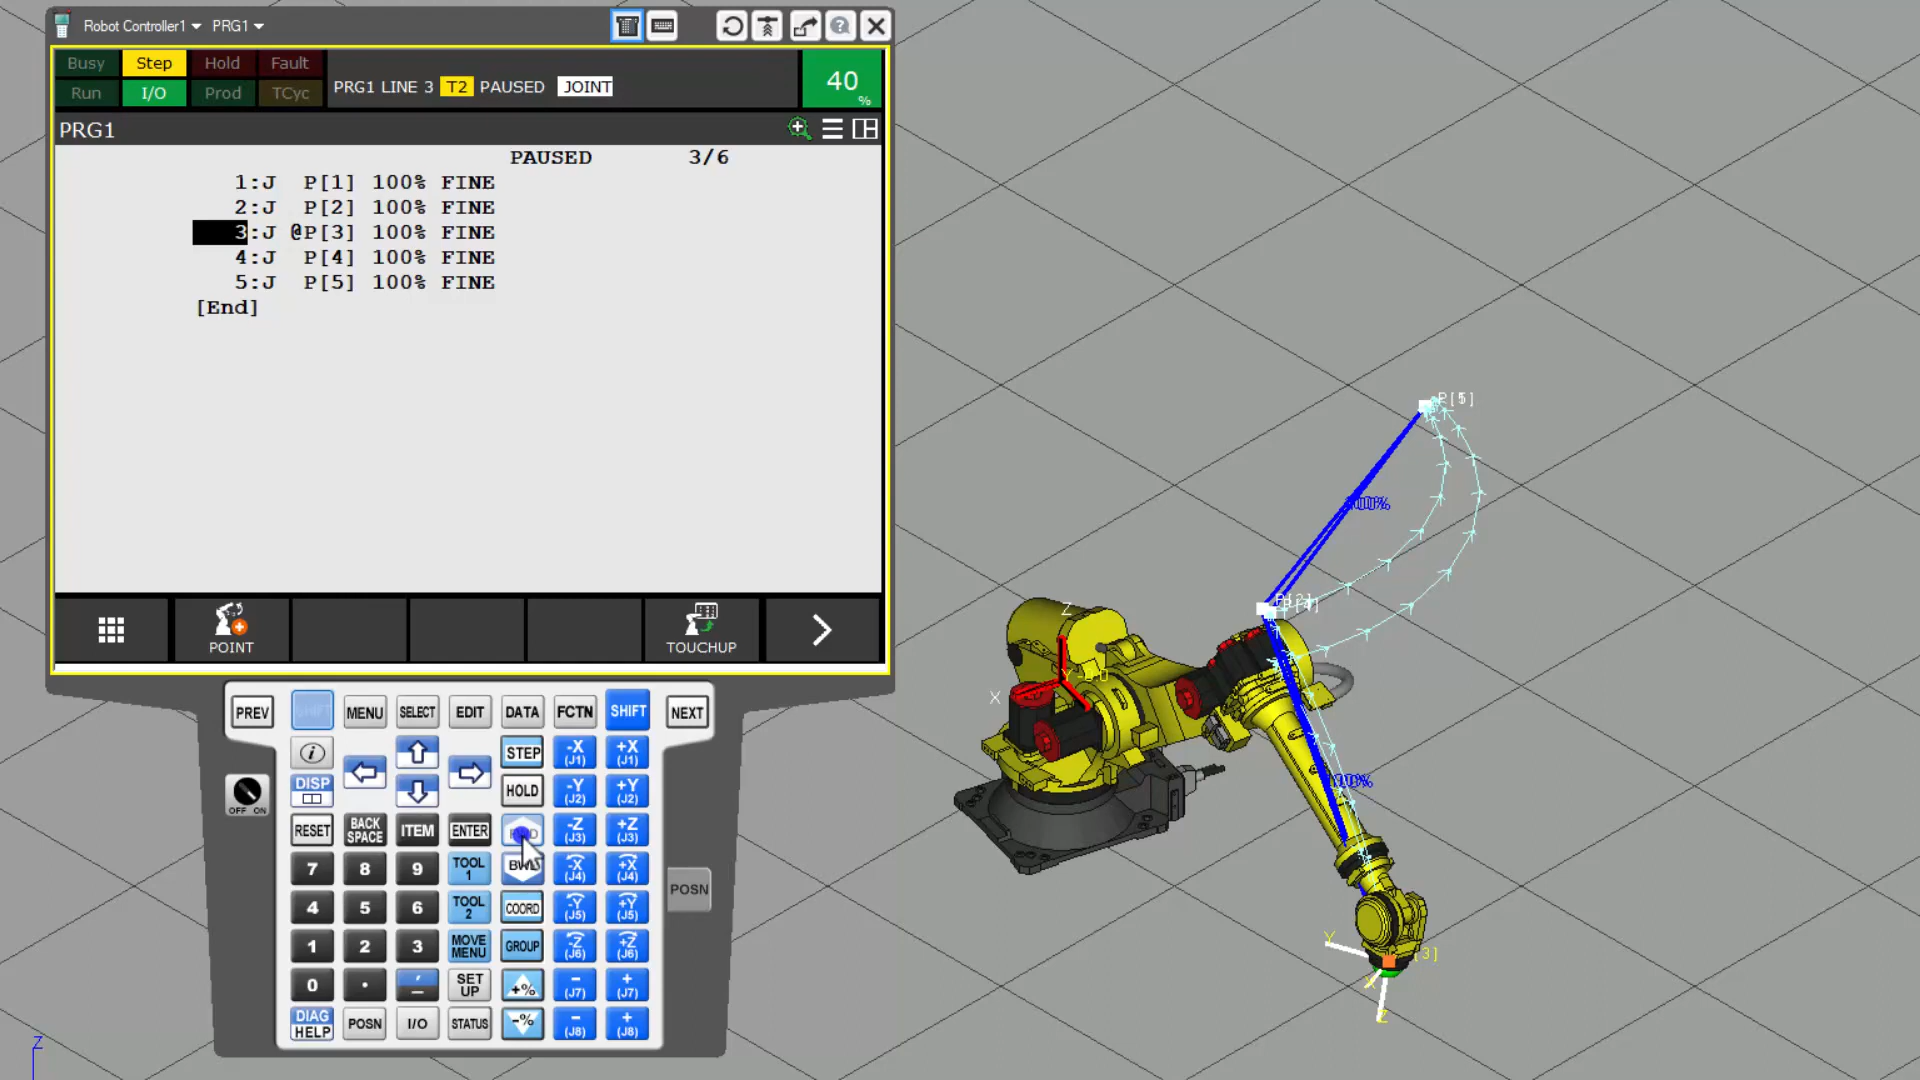 Robot Controller1 PRG1
Busy Step Hold Fault
Run I/O Prod TCyc
PRG1 LINE 3 T2 PAUSED JOINT
40 %
PRG1
PAUSED 3/6
1:J P[1] 100% FINE
2:J P[2] 100% FINE
3:J @P[3] 100% FINE
4:J P[4] 100% FINE
5:J P[5] 100% FINE
[End]
POINT TOUCHUP
PREV SHIFT MENU SELECT EDIT DATA FCTN SHIFT NEXT
i STEP -X (J1) +X (J1)
DISP HOLD -Y (J2) +Y (J2)
OFF ON
RESET BACK SPACE ITEM ENTER -Z (J3) +Z (J3)
7 8 9 TOOL 1 BWD -X (J4) +X (J4)
POSN
4 5 6 TOOL 2 COORD -Y (J5) +Y (J5)
1 2 3 MOVE MENU GROUP -Z (J6) +Z (J6)
0 . , - SET UP +% - (J7) + (J7)
DIAG HELP POSN I/O STATUS -% - (J8) + (J8)
P[5]
100%
Z
X
100%
Y
[3]
X
Z
Z